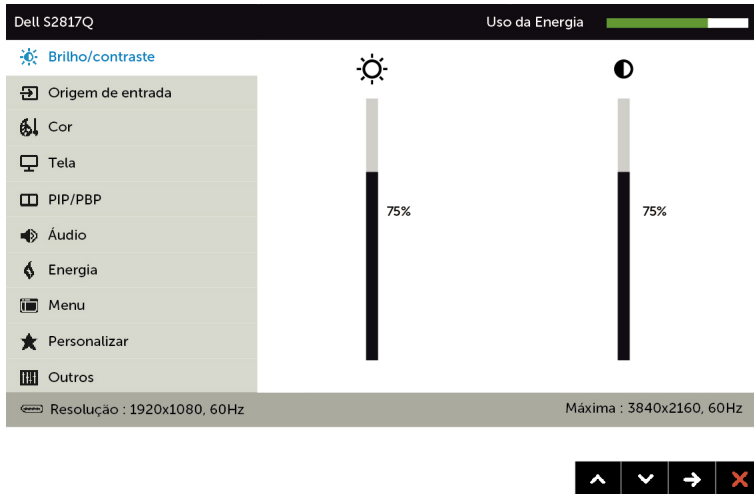 Dell S2817Q
Uso da Energia
Brilho/contraste
Origem de entrada
Cor
Tela
PIP/PBP
Áudio
Energia
Menu
Personalizar
Outros
75%
75%
Resolução : 1920x1080, 60Hz
Máxima : 3840x2160, 60Hz